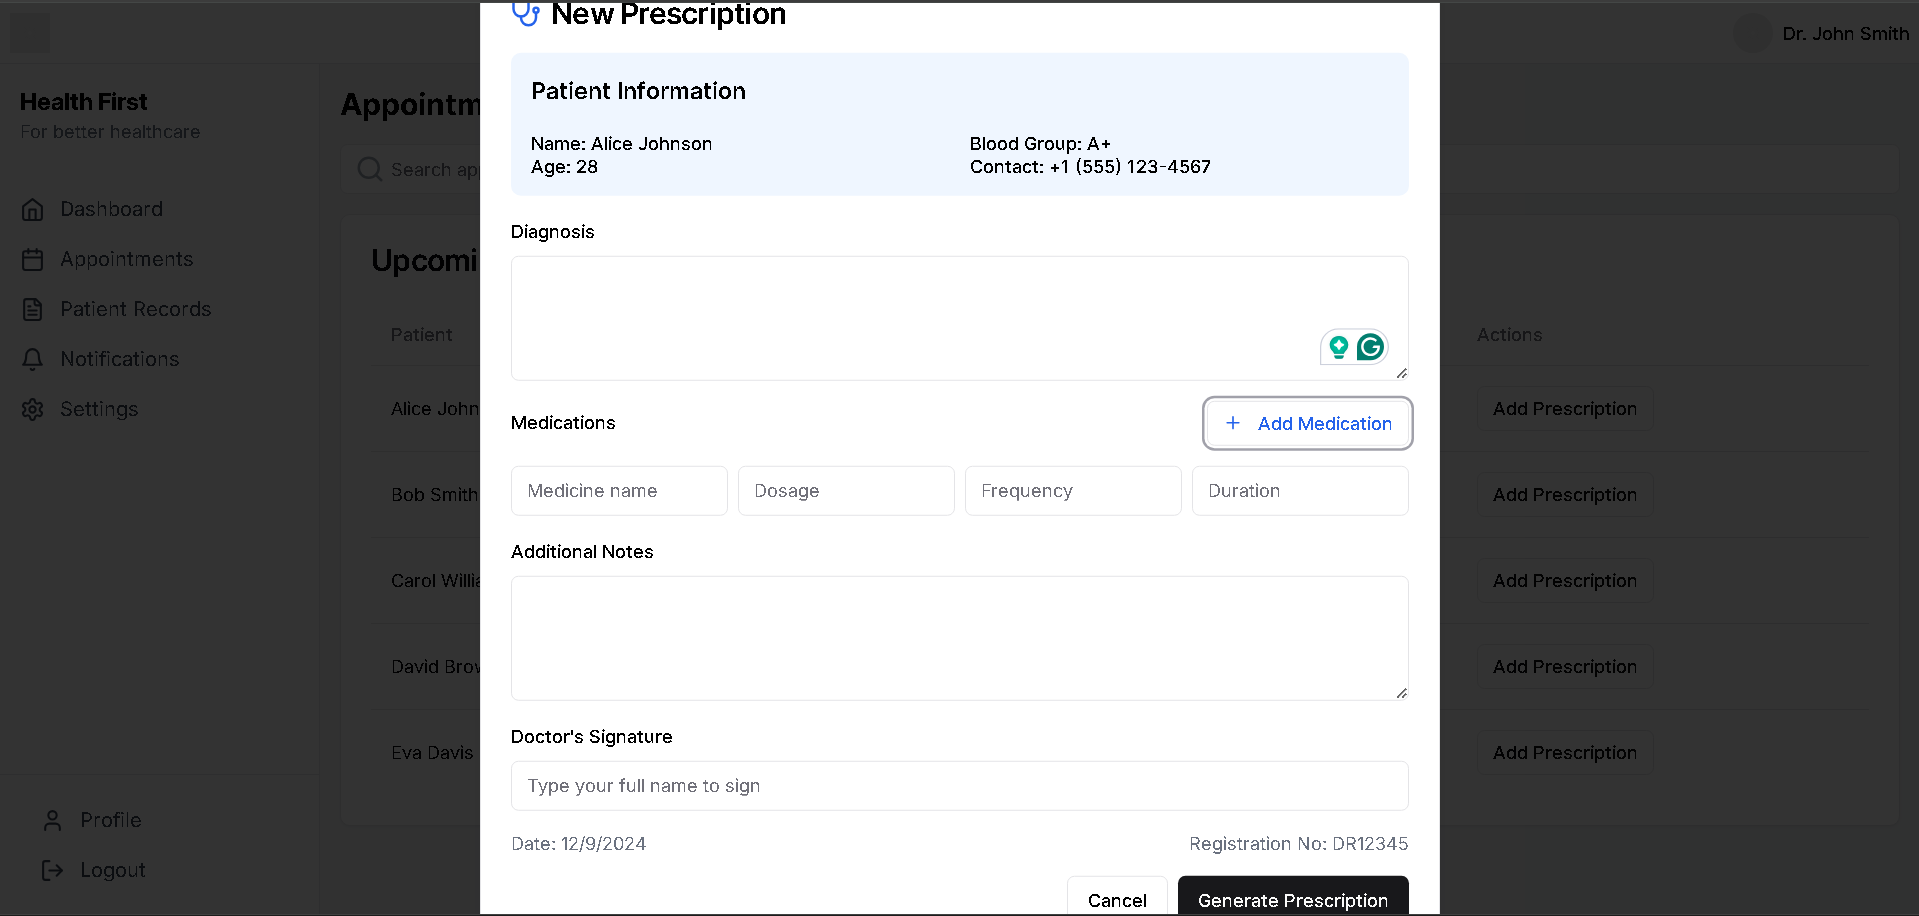 New Prescription
Dr. John Smith
Health First
For better healthcare
Dashboard
Appointments
Patient Records
Notifications
Settings
Profile
Logout
Appointm
Search ap
Upcomi
Patient
Alice John
Bob Smith
Carol Willia
David Brow
Eva Davis
Patient Information
Name: Alice Johnson
Blood Group: A+
Age: 28
Contact: +1 (555) 123-4567
Diagnosis
Medications
+ Add Medication
Medicine name
Dosage
Frequency
Duration
Additional Notes
Doctor's Signature
Type your full name to sign
Date: 12/9/2024
Registration No: DR12345
Cancel
Generate Prescription
Actions
Add Prescription
Add Prescription
Add Prescription
Add Prescription
Add Prescription